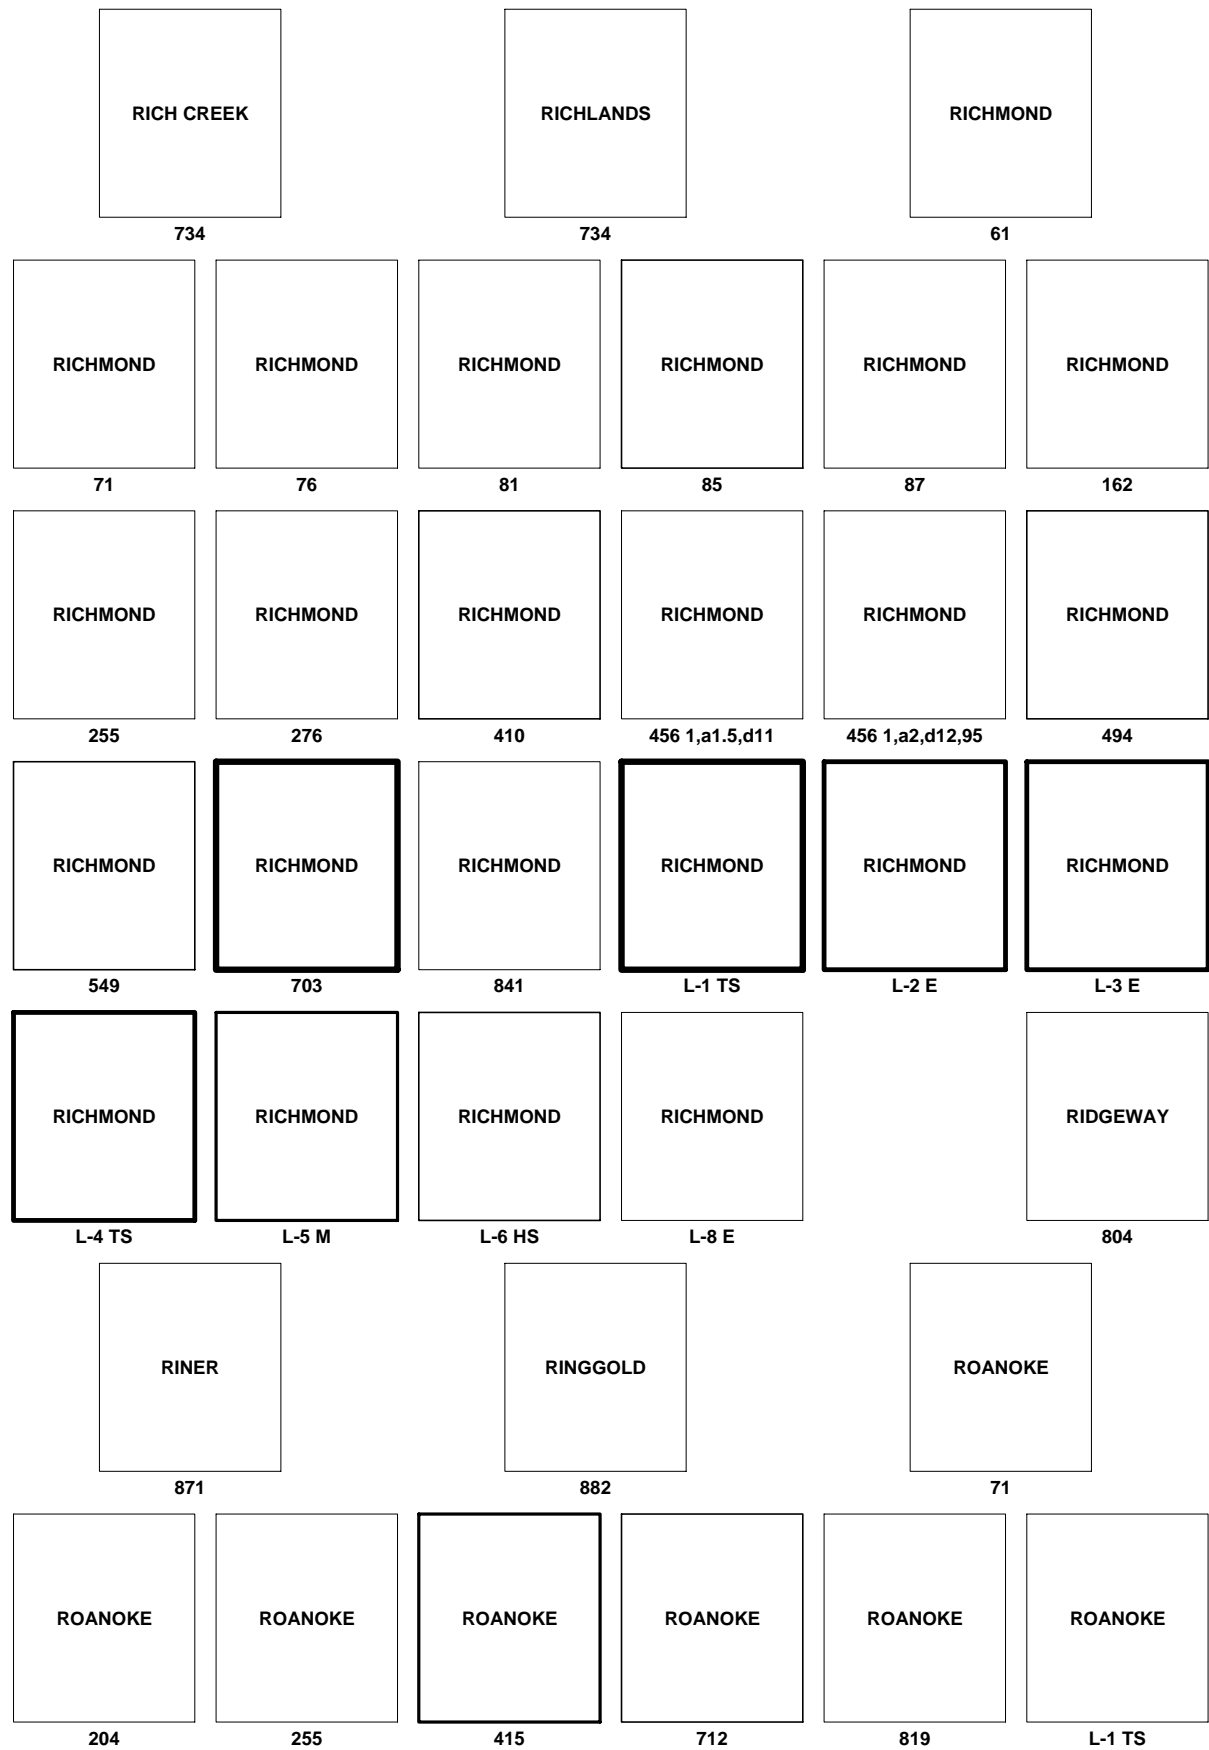 RICH CREEK RICHLANDS RICHMOND
734 734 61
RICHMOND RICHMOND RICHMOND RICHMOND RICHMOND RICHMOND
71 76 81 85 87 162
RICHMOND RICHMOND RICHMOND RICHMOND RICHMOND RICHMOND
255 276 410 456 1,a1.5,d11 456 1,a2,d12,95 494
RICHMOND RICHMOND RICHMOND RICHMOND RICHMOND RICHMOND
549 703 841 L-1 TS L-2 E L-3 E
RICHMOND RICHMOND RICHMOND RICHMOND RIDGEWAY
L-4 TS L-5 M L-6 HS L-8 E 804
RINER RINGGOLD ROANOKE
871 882 71
ROANOKE ROANOKE ROANOKE ROANOKE ROANOKE ROANOKE
204 255 415 712 819 L-1 TS